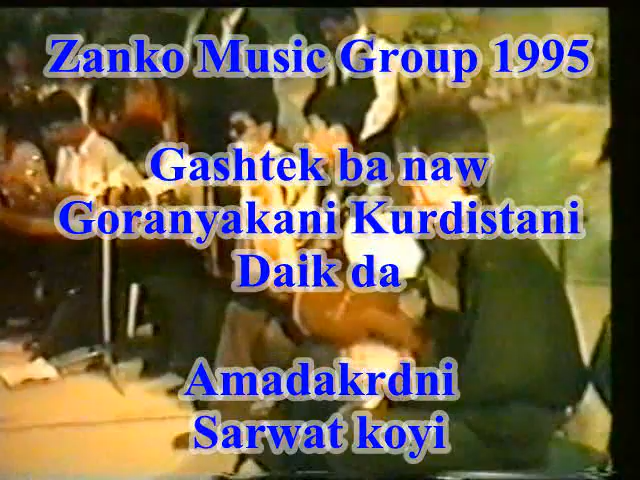 Zanko Music Group 1995
Gashtek ba naw
Goranyakani Kurdistani
Daik da
Amadakrdni
Sarwat koyi